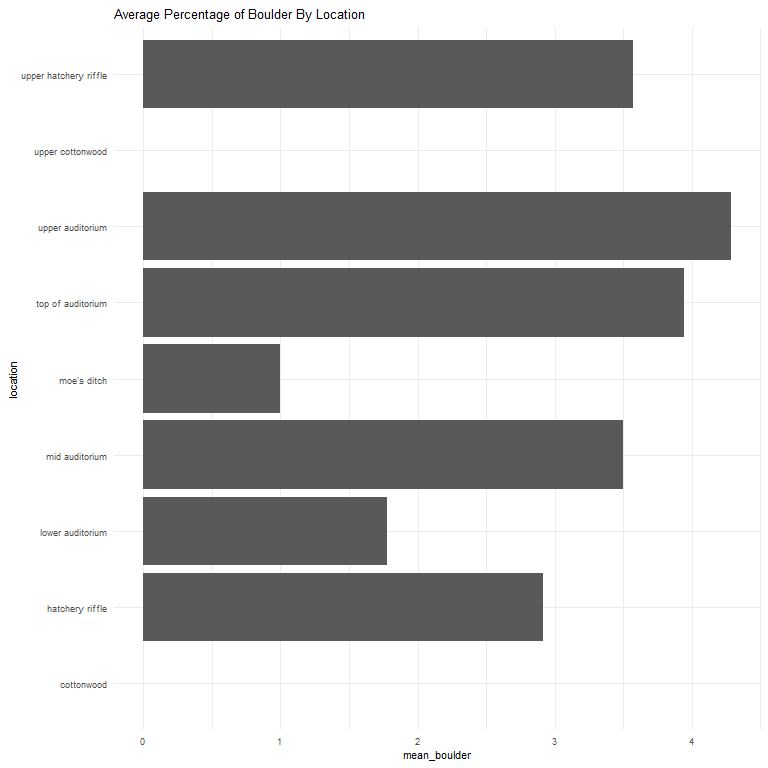 Average Percentage of Boulder By Location
upper hatchery riffle
upper cottonwood
upper auditorium
top of auditorium
moe's ditch
mid auditorium
lower auditorium
hatchery riffle
cottonwood
location
0 1 2 3 4
mean_boulder